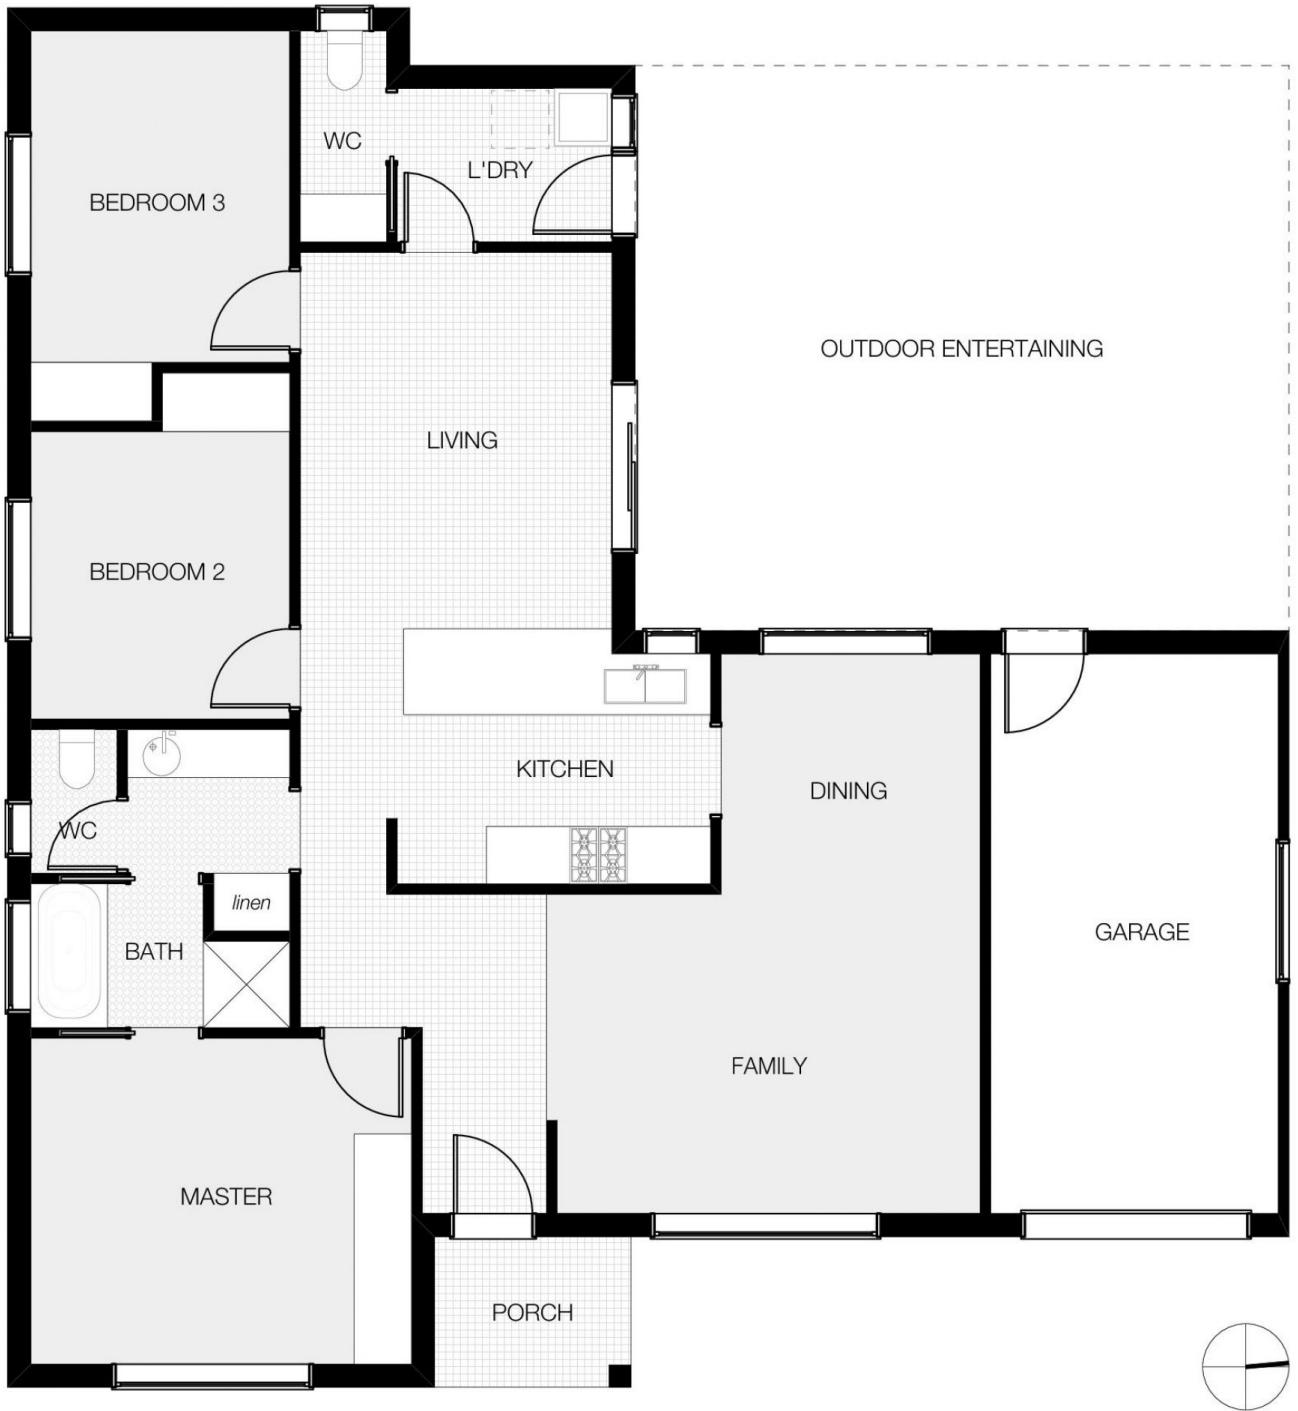 WC
L'DRY
BEDROOM 3
OUTDOOR ENTERTAINING
LIVING
BEDROOM 2
KITCHEN
DINING
WC
linen
BATH
GARAGE
FAMILY
MASTER
PORCH